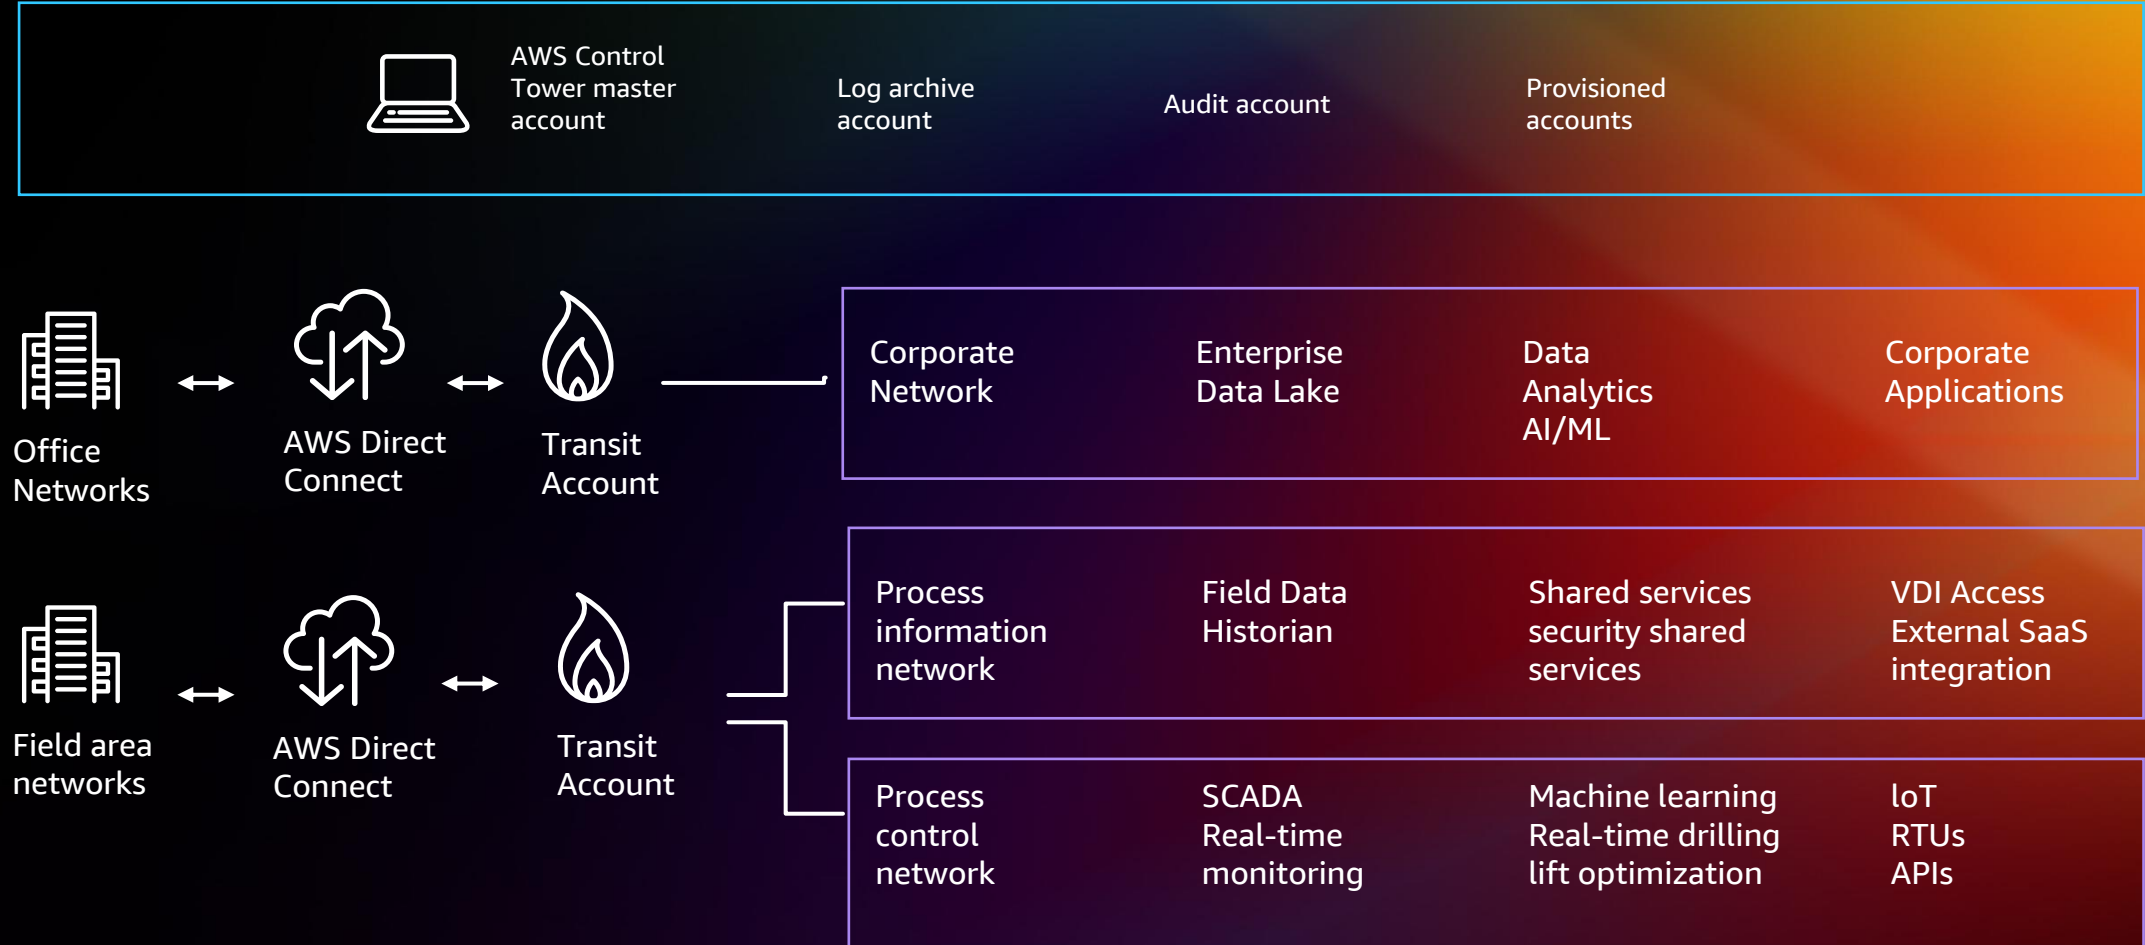 AWS Control
Tower master
account
Log archive
account
Audit account
Provisioned
accounts
Office
Networks
AWS Direct
Connect
Transit
Account
Corporate
Network
Enterprise
Data Lake
Data
Analytics
AI/ML
Corporate
Applications
Field area
networks
AWS Direct
Connect
Transit
Account
Process
information
network
Field Data
Historian
Shared services
security shared
services
VDI Access
External SaaS
integration
Process
control
network
SCADA
Real-time
monitoring
Machine learning
Real-time drilling
lift optimization
loT
RTUs
APIs